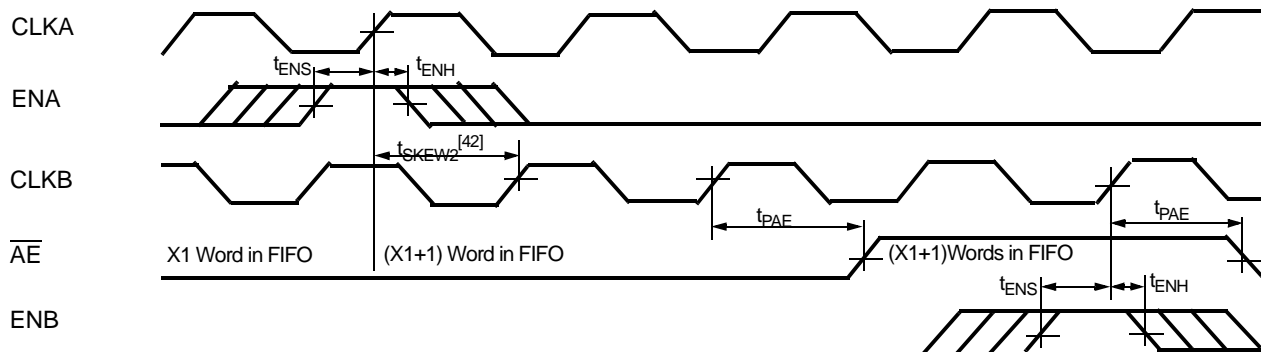 CLKA
tENS
tENH
ENA
tSKEW2[42]
CLKB
tPAE
tPAE
AE
X1 Word in FIFO
(X1+1) Word in FIFO
(X1+1)Words in FIFO
tENS
tENH
ENB